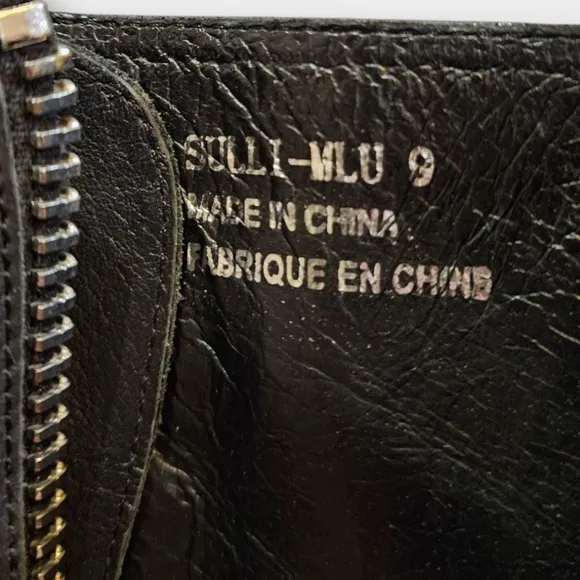 SULLI-MLU 9
MADE IN CHINA
FABRIQUE EN CHINE